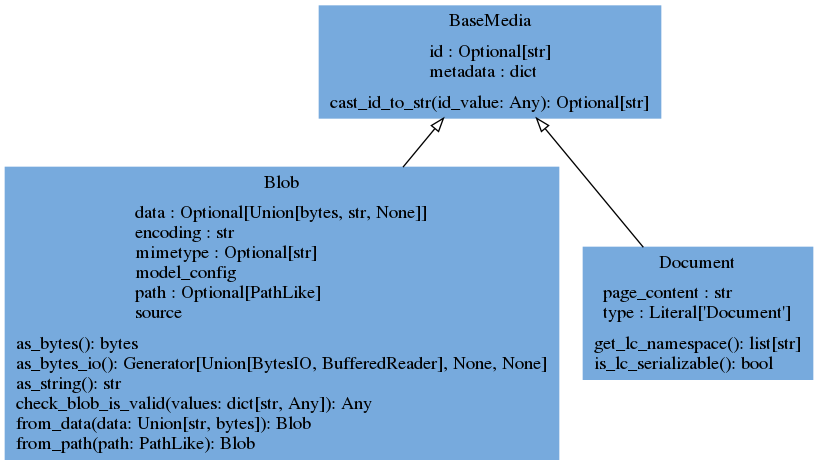 BaseMedia
id : Optional[str]
metadata : dict
cast_id_to_str(id_value: Any): Optional[str]
Blob
data : Optional[Union[bytes, str, None]]
encoding : str
mimetype : Optional[str]
model_config
path : Optional[PathLike]
source
as_bytes(): bytes
as_bytes_io(): Generator[Union[BytesIO, BufferedReader], None, None]
as_string(): str
check_blob_is_valid(values: dict[str, Any]): Any
from_data(data: Union[str, bytes]): Blob
from_path(path: PathLike): Blob
Document
page_content : str
type : Literal['Document']
get_lc_namespace(): list[str]
is_lc_serializable(): bool